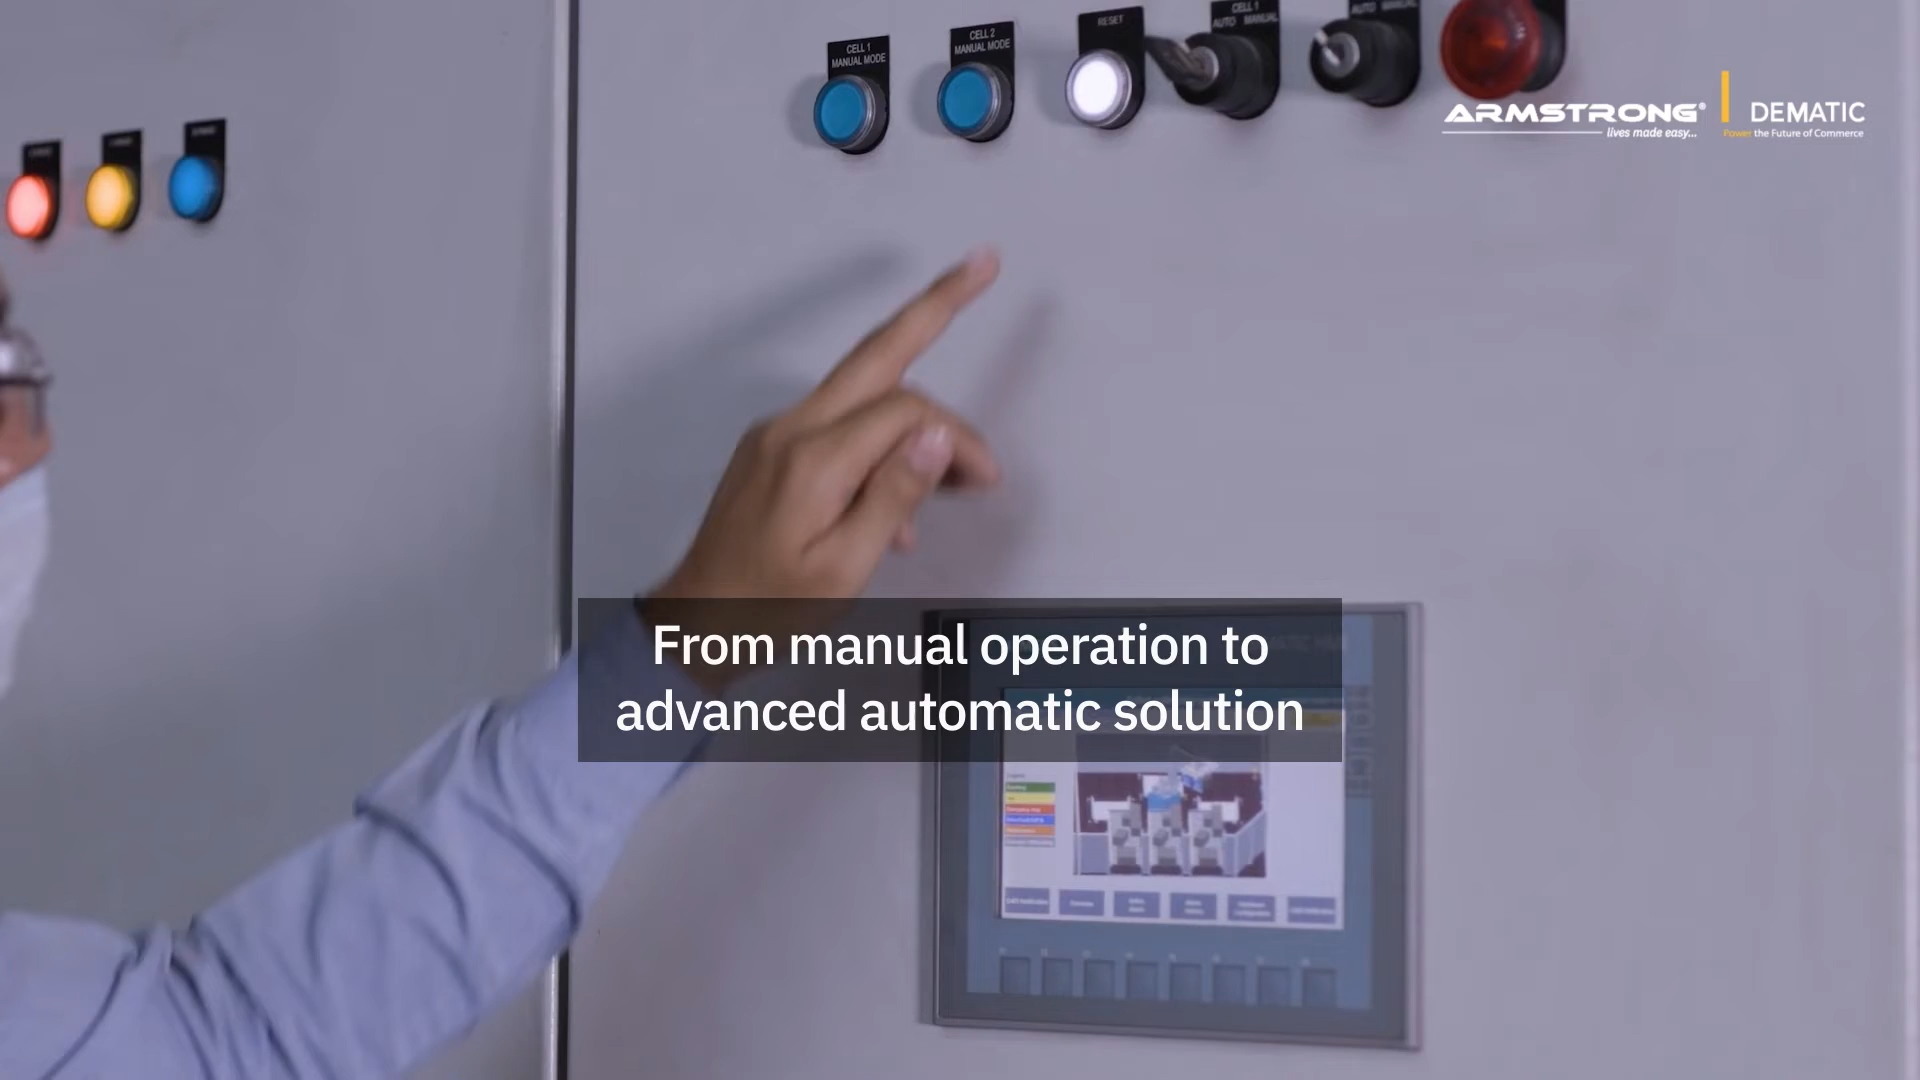 CELL 1
MANUAL MODE
CELL 2
MANUAL MODE
RESET
CELL 1
AUTO MANUAL
AUTO MANUAL
ARMSTRONG®
lives made easy...
DEMATIC
Power the Future of Commerce
From manual operation to
advanced automatic solution
TOUCH